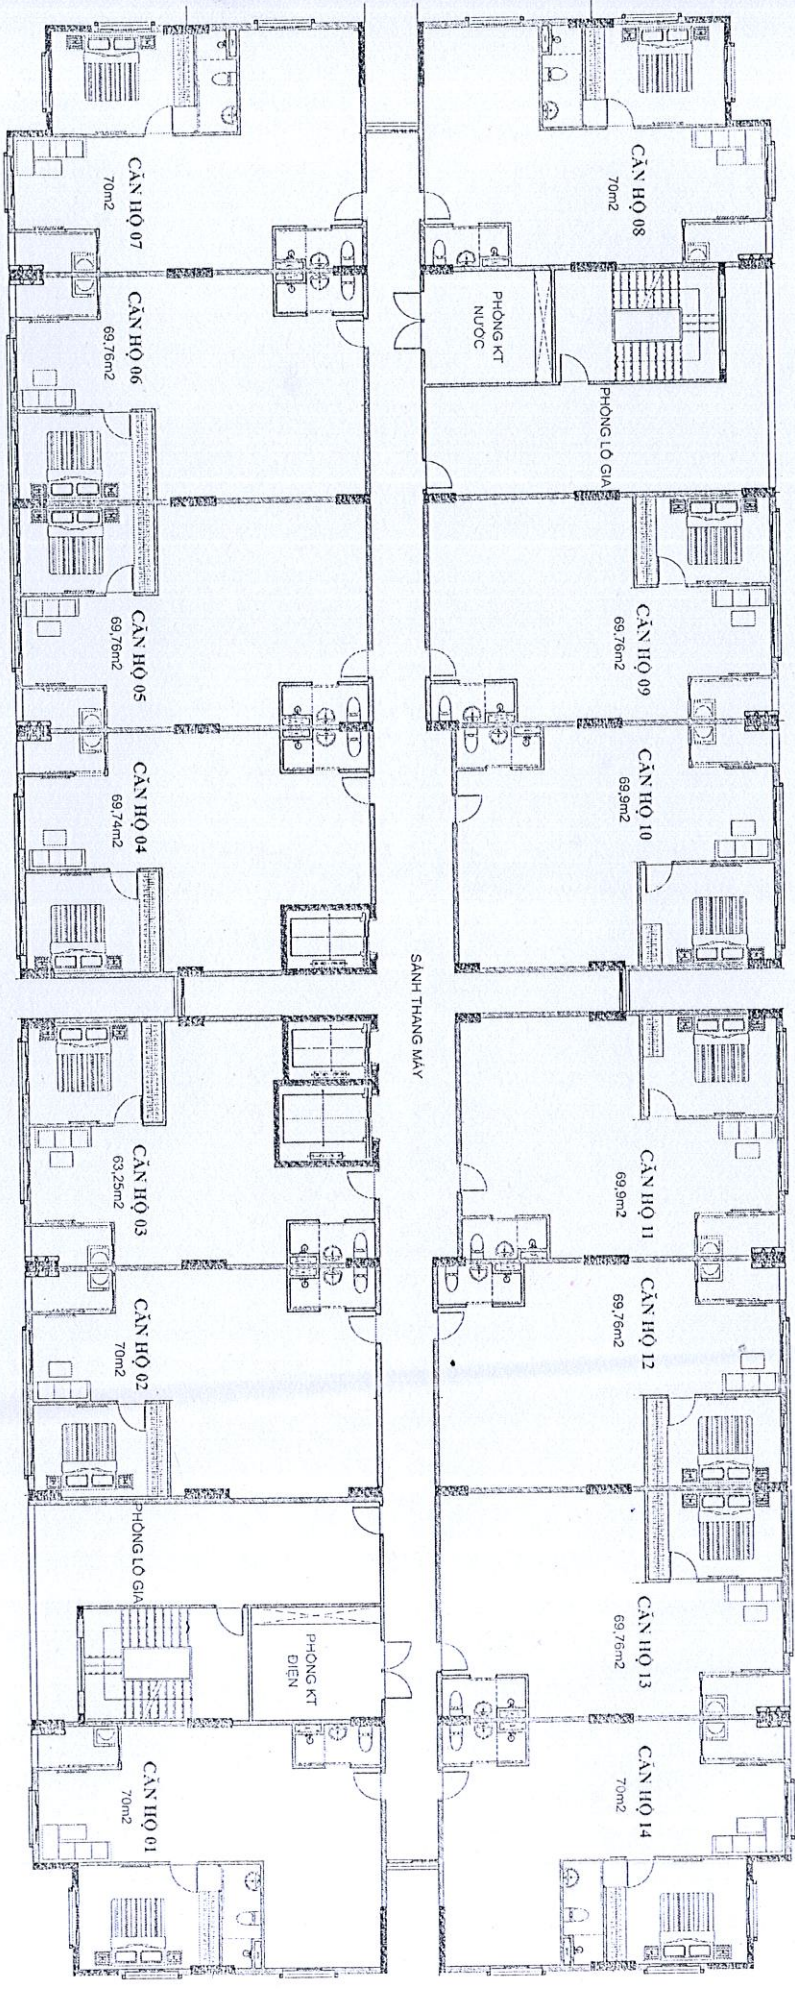 CĂN HỘ 08
70m2
CĂN HỘ 07
70m2
PHÒNG KT
NƯỚC
CĂN HỘ 06
69,76m2
PHÒNG LÔ GIA
CĂN HỘ 09
69,76m2
CĂN HỘ 05
69,76m2
CĂN HỘ 10
69,9m2
CĂN HỘ 04
69,74m2
SẢNH THANG MÁY
CĂN HỘ 11
69,9m2
CĂN HỘ 03
63,25m2
CĂN HỘ 12
69,76m2
CĂN HỘ 02
70m2
PHÒNG LÔ GIA
CĂN HỘ 13
69,76m2
PHÒNG KT
ĐIỆN
CĂN HỘ 14
70m2
CĂN HỘ 01
70m2